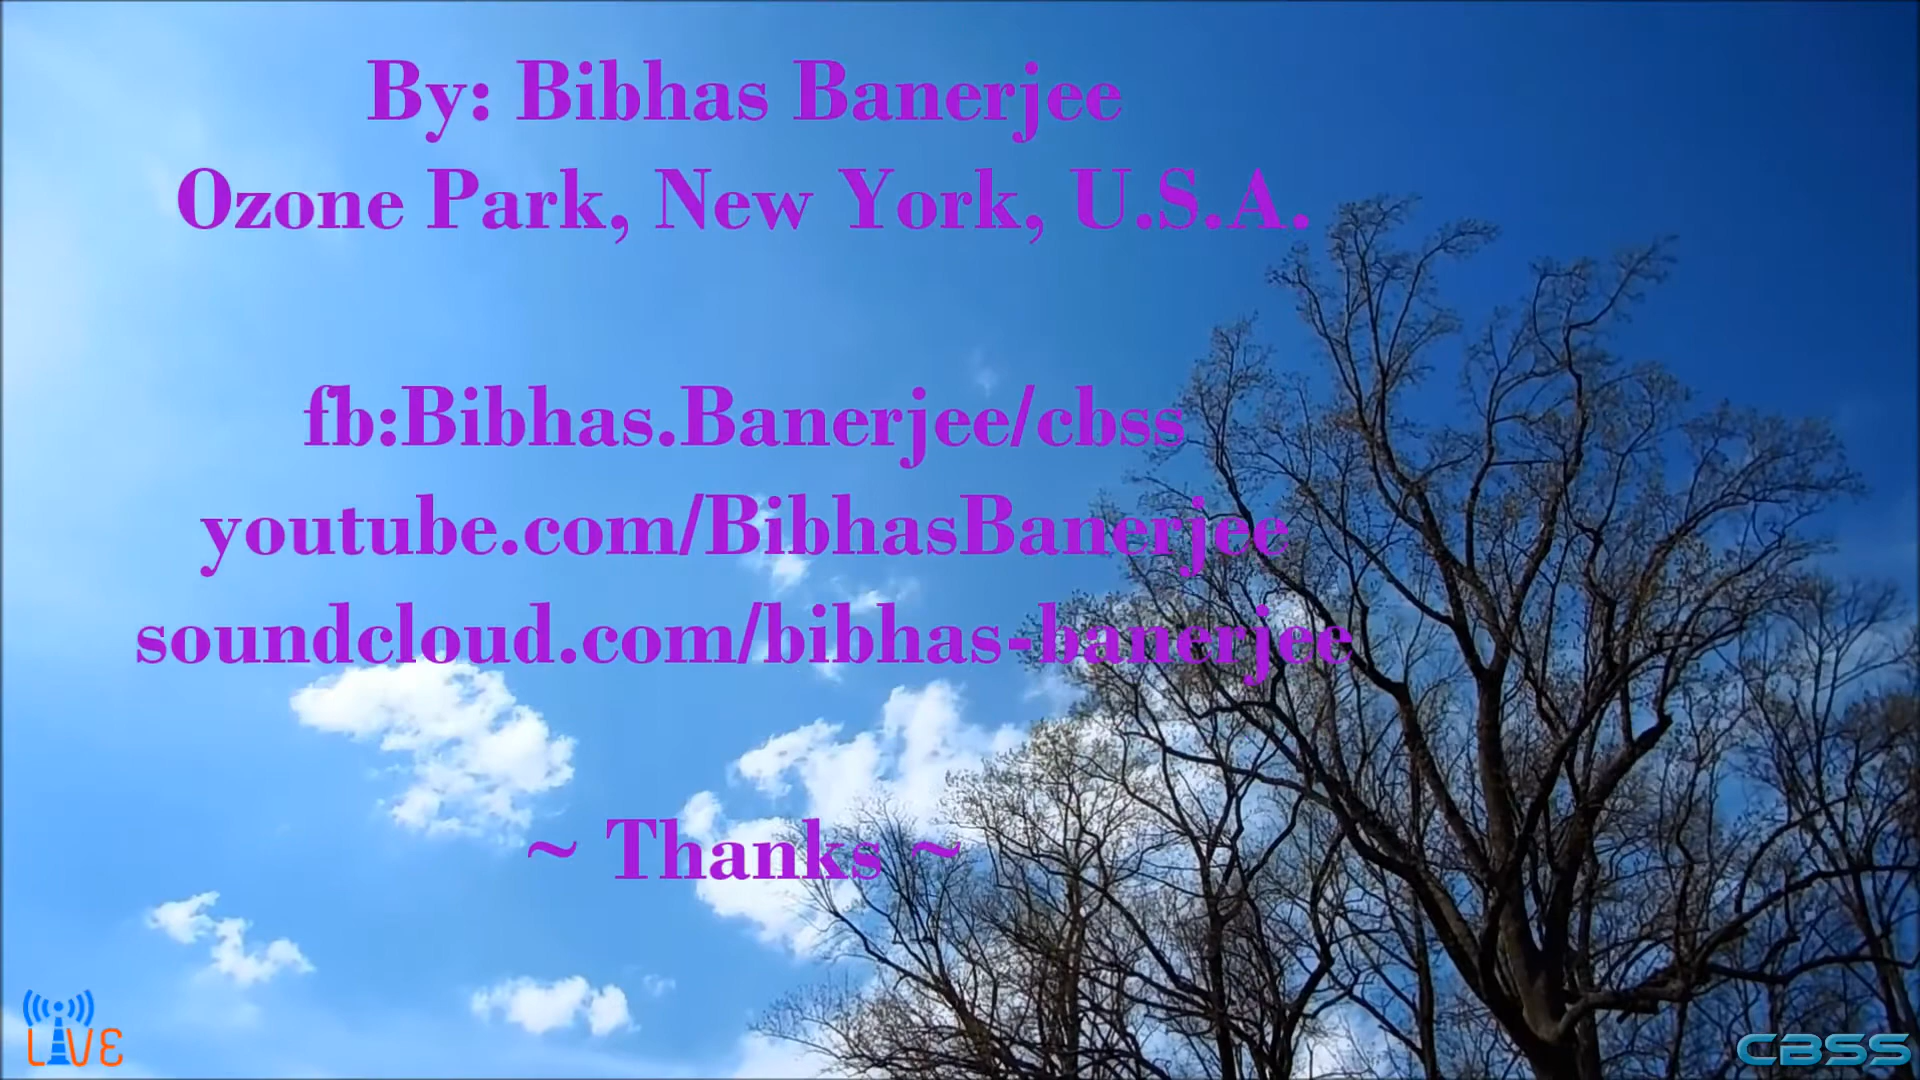 By: Bibhas Banerjee
Ozone Park, New York, U.S.A.
fb:Bibhas.Banerjee/cbss
youtube.com/BibhasBanerjee
soundcloud.com/bibhas-banerjee
~ Thanks ~
LIVE
CBSS